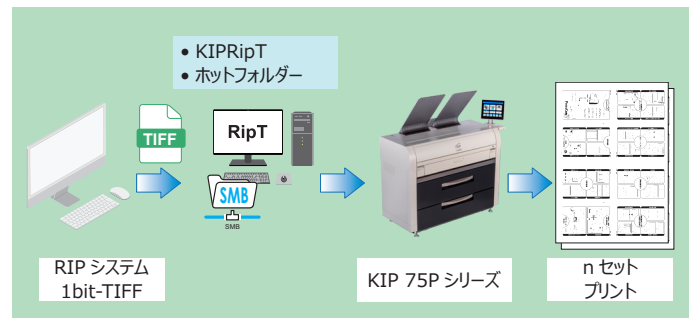 • KIPRipT
• ホットフォルダー
TIFF
RipT
SMB
SMB
RIP システム
1bit-TIFF
KIP 75P シリーズ
n セット
プリント